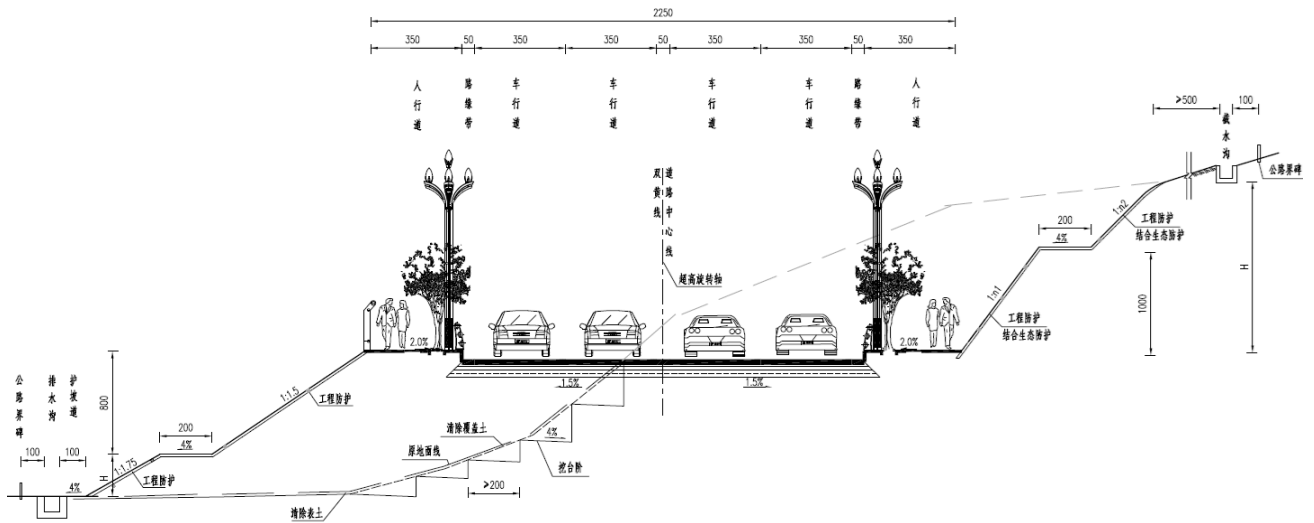 2250
350
50
350
350
50
350
350
50
350
人行道
路缘带
车行道
车行道
车行道
车行道
路缘带
人行道
>500
100
截水沟
公路界碑
双黄线
道路中心线
超高旋转轴
1:n2
工程防护
结合生态防护
200
4%
H
1:n1
1000
工程防护
结合生态防护
2.0%
2.0%
1.5%
1.5%
公路界碑
排水沟
护坡道
800
1:1.5
工程防护
200
4%
100
100
1:1.75
H
工程防护
4%
清除覆盖土
原地面线
4%
挖台阶
>200
清除表土